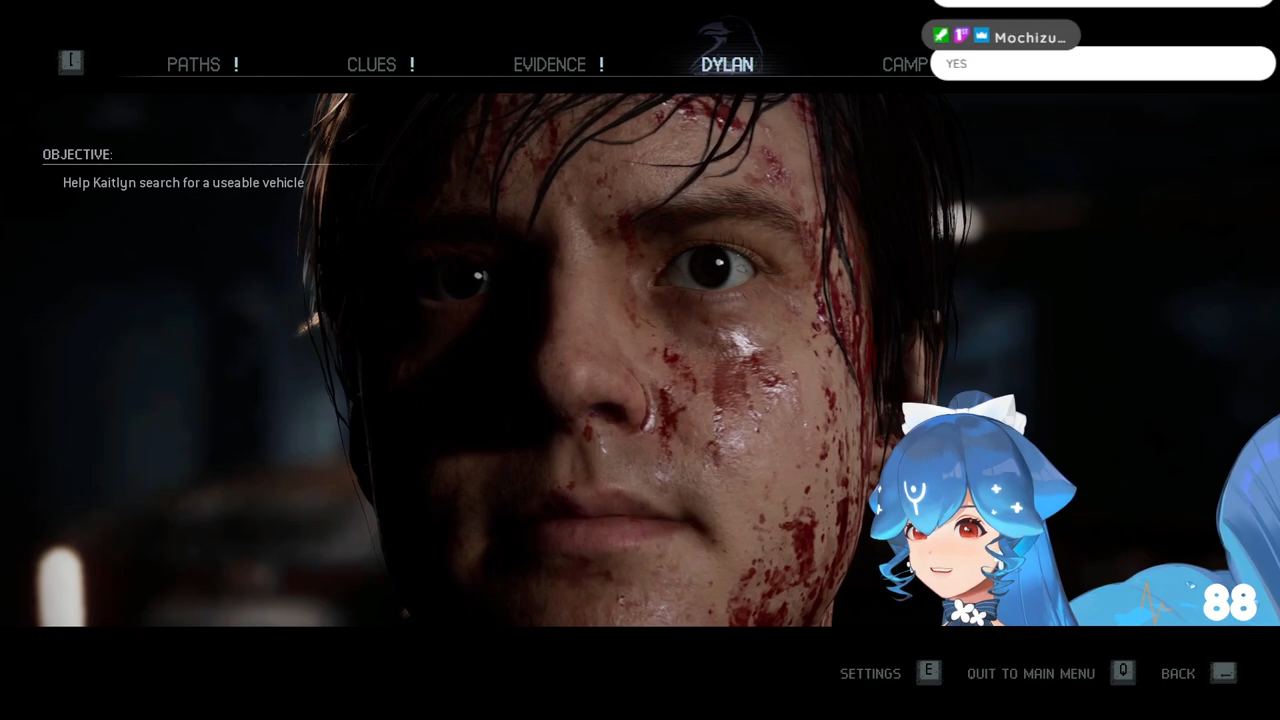 [
PATHS !
CLUES !
EVIDENCE !
DYLAN
CAMP
1ST
Mochizu...
YES
OBJECTIVE:
Help Kaitlyn search for a useable vehicle
88
SETTINGS E
QUIT TO MAIN MENU Q
BACK